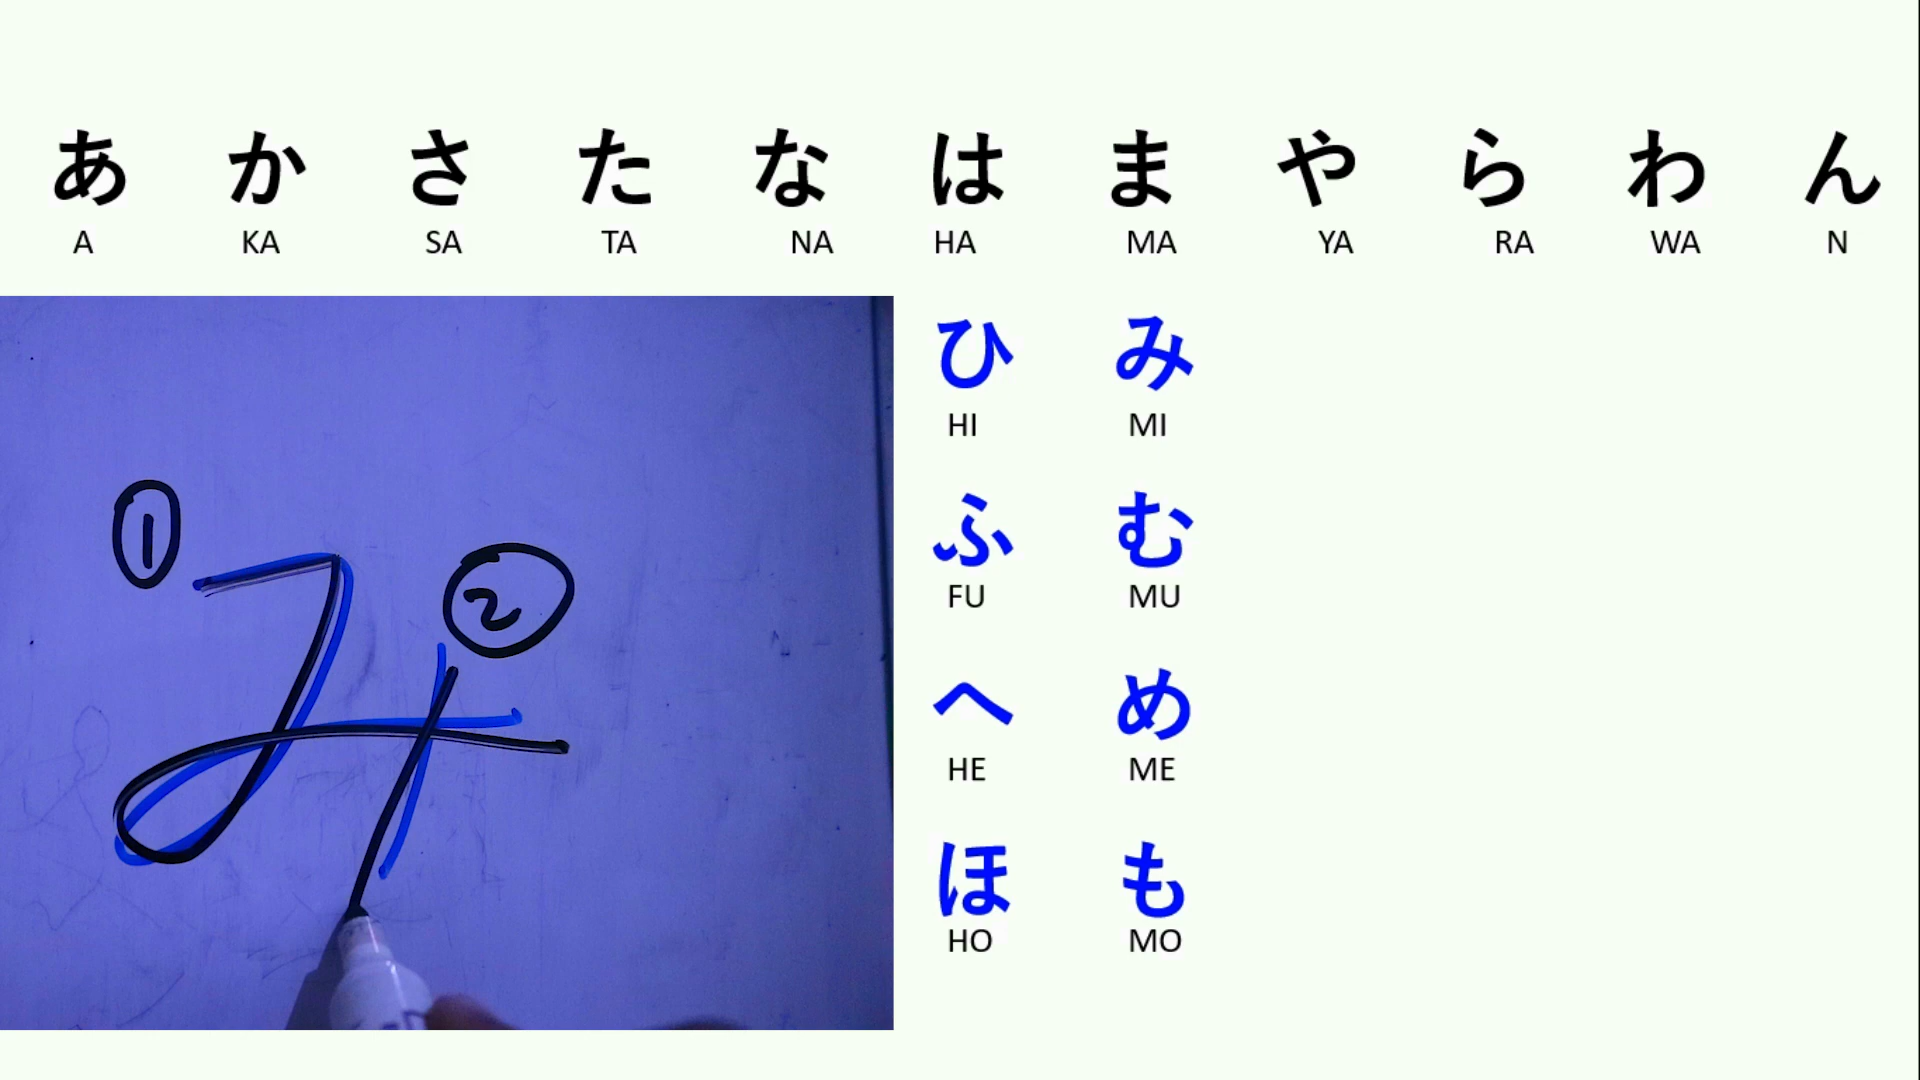 あ か さ た な は ま や ら わ ん
A KA SA TA NA HA MA YA RA WA N
ひ み
HI MI
ふ む
FU MU
へ め
HE ME
ほ も
HO MO
① ②
み